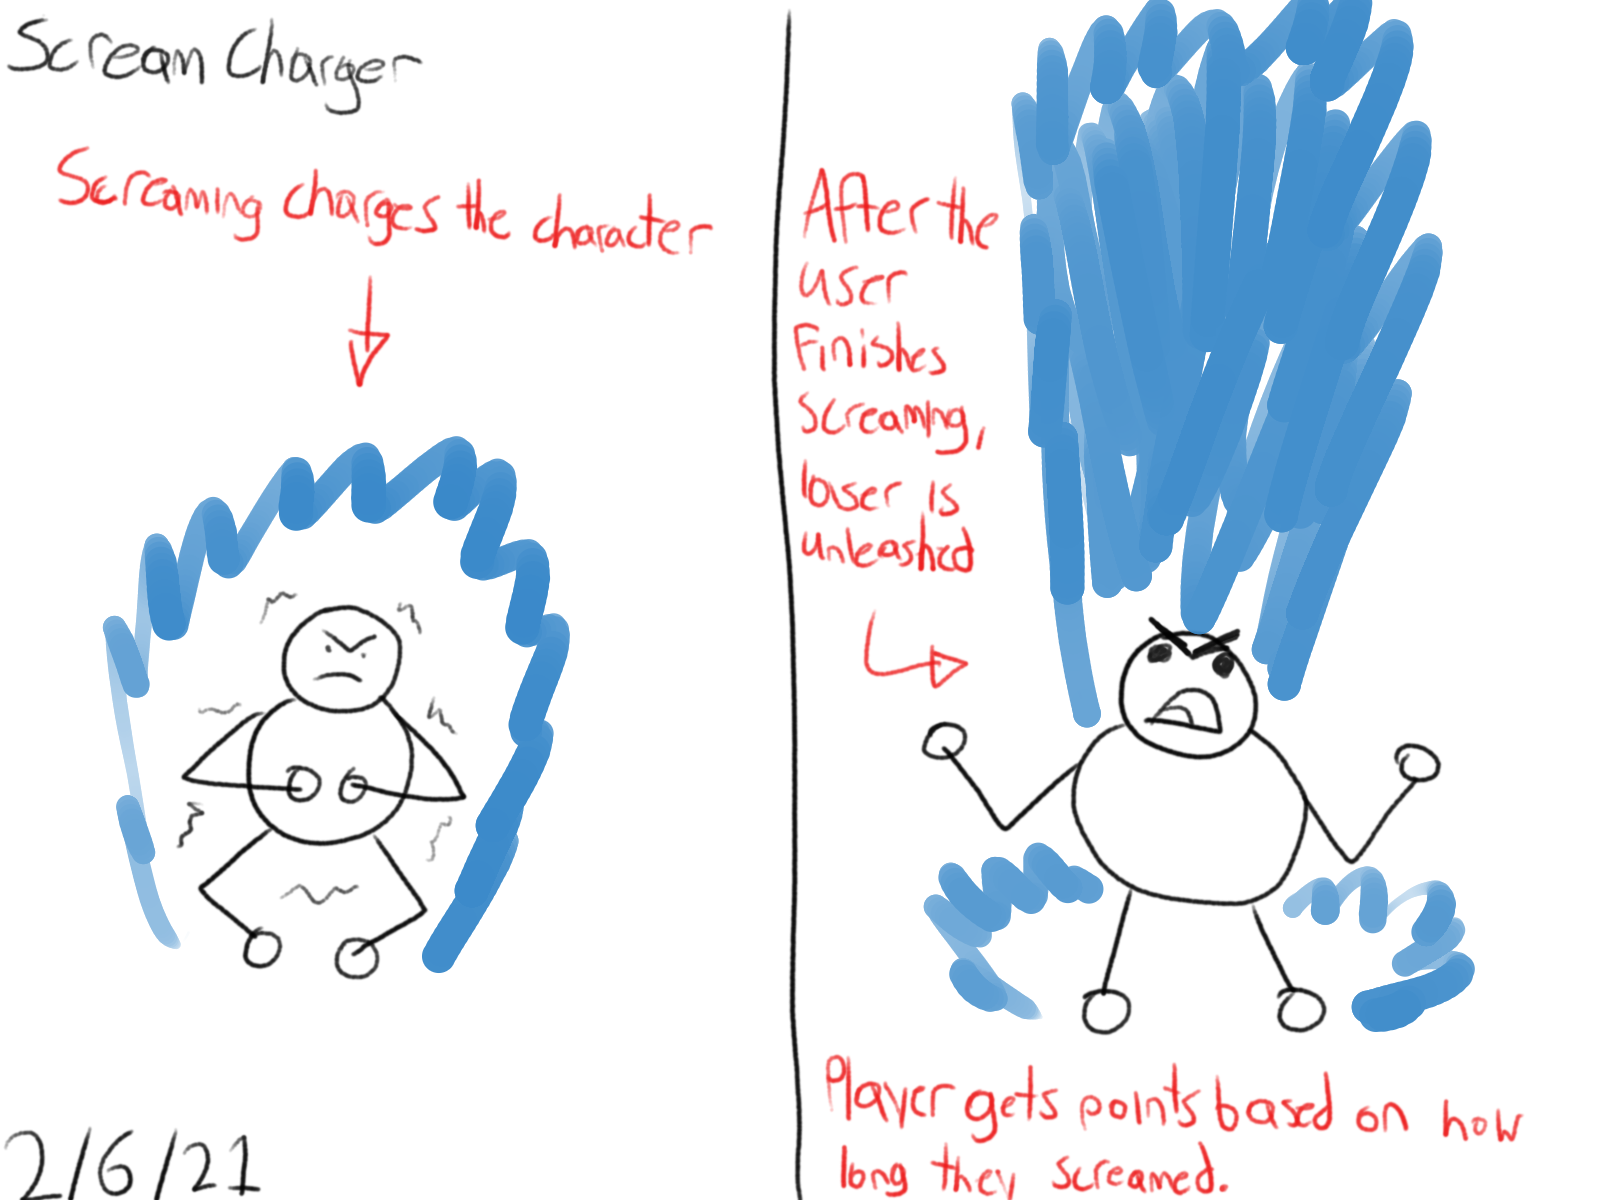 Scream Charger
Screaming charges the character
2/6/21
After the
user
Finishes
screaming,
laser is
unleashed
Player gets points based on how
long they screamed.